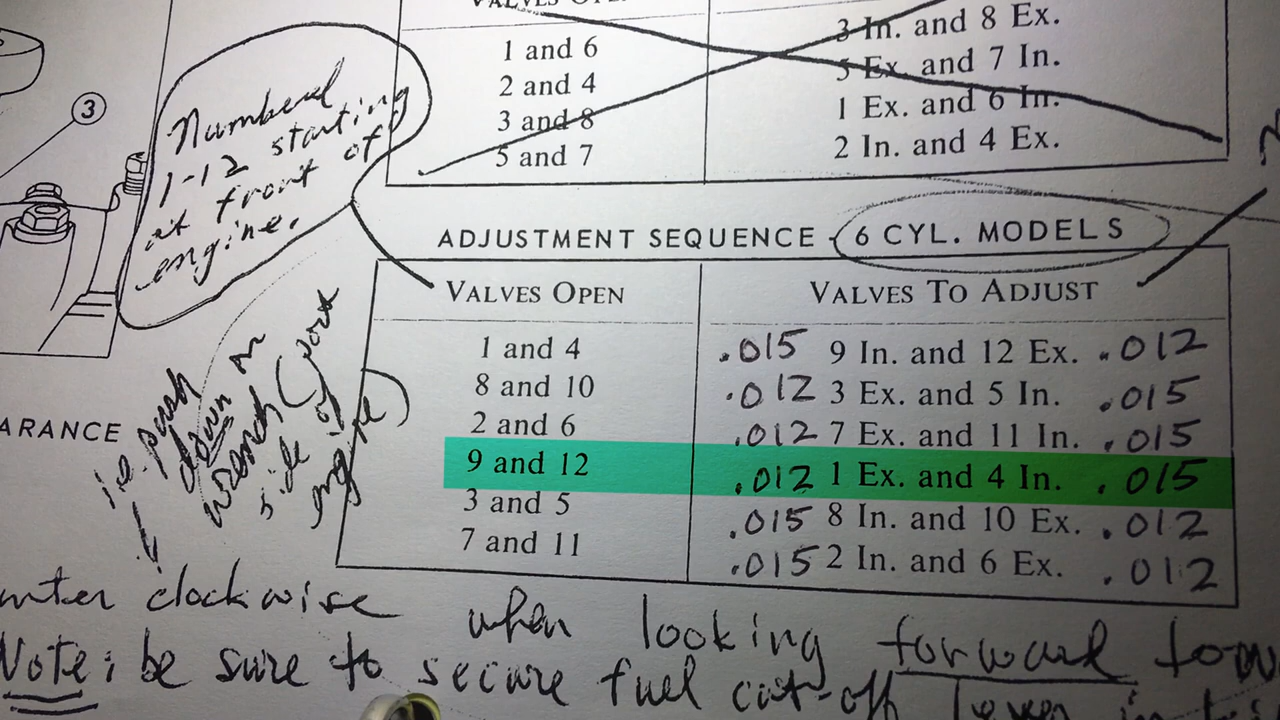 VALVES OPEN
3 In. and 8 Ex.
1 and 6
5 Ex. and 7 In.
2 and 4
1 Ex. and 6 In.
3 and 8
2 In. and 4 Ex.
5 and 7
3
Numbered
1-12 starting
at front of
engine.
ADJUSTMENT SEQUENCE - 6 CYL. MODELS
VALVES OPEN VALVES TO ADJUST
1 and 4 .015 9 In. and 12 Ex. .012
8 and 10 .012 3 Ex. and 5 In. .015
2 and 6 .012 7 Ex. and 11 In. .015
9 and 12 .012 1 Ex. and 4 In. .015
3 and 5 .015 8 In. and 10 Ex. .012
7 and 11 .015 2 In. and 6 Ex. .012
ARANCE
i.e. push
down on
wrench (port
side of
engine)
unter clockwise when looking forward
Note: be sure to secure fuel cut-off lever in